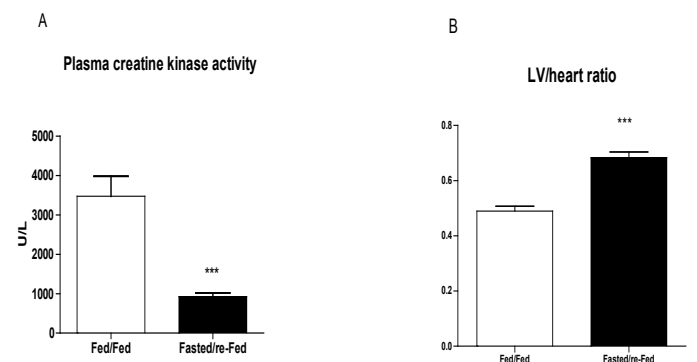 A
Plasma creatine kinase activity
5000
4000
3000
2000
1000
0
U/L
***
Fed/Fed Fasted/re-Fed
B
LV/heart ratio
0.8
0.6
0.4
0.2
0.0
***
Fed/Fed Fasted/re-Fed